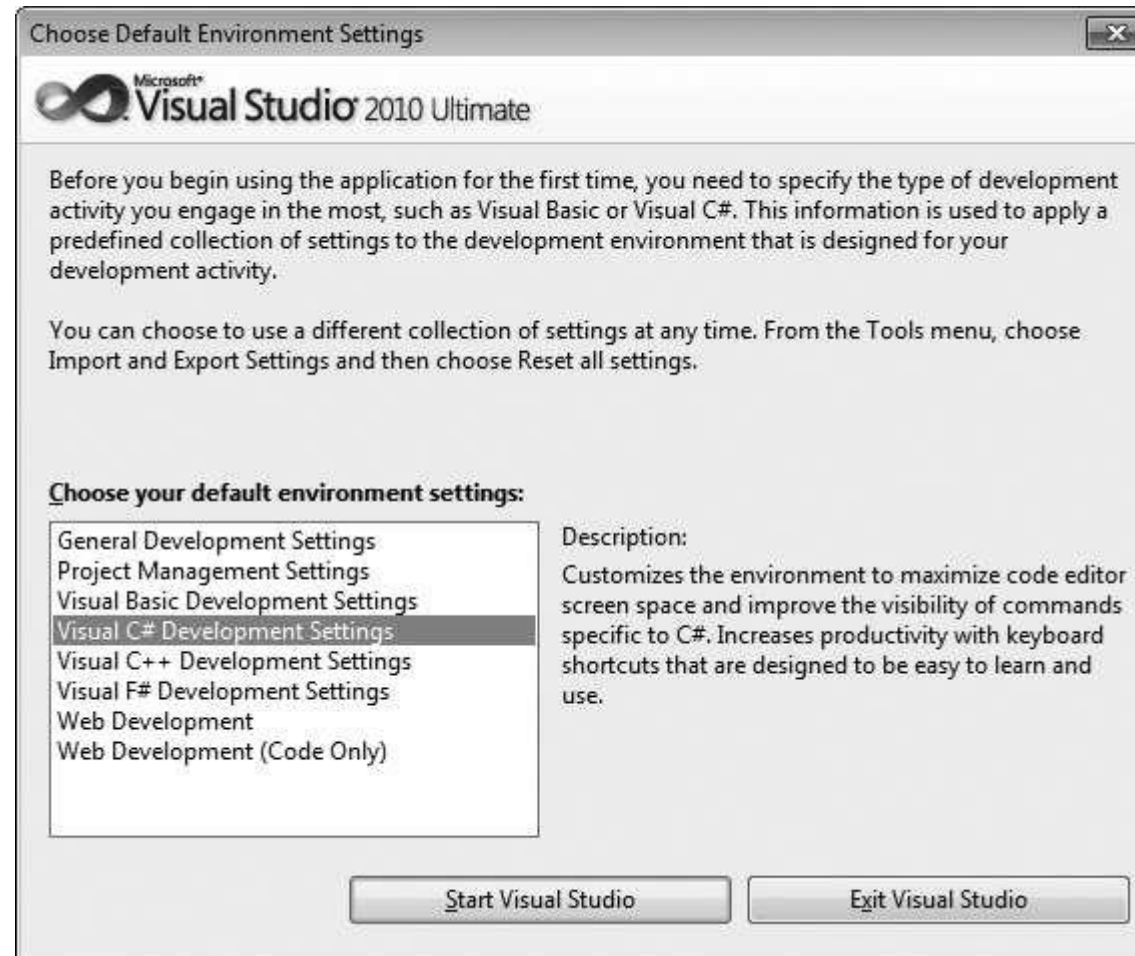 Choose Default Environment Settings
Microsoft®
Visual Studio® 2010 Ultimate
Before you begin using the application for the first time, you need to specify the type of development
activity you engage in the most, such as Visual Basic or Visual C#. This information is used to apply a
predefined collection of settings to the development environment that is designed for your
development activity.
You can choose to use a different collection of settings at any time. From the Tools menu, choose
Import and Export Settings and then choose Reset all settings.
Choose your default environment settings:
General Development Settings
Project Management Settings
Visual Basic Development Settings
Visual C# Development Settings
Visual C++ Development Settings
Visual F# Development Settings
Web Development
Web Development (Code Only)
Description:
Customizes the environment to maximize code editor
screen space and improve the visibility of commands
specific to C#. Increases productivity with keyboard
shortcuts that are designed to be easy to learn and
use.
Start Visual Studio
Exit Visual Studio